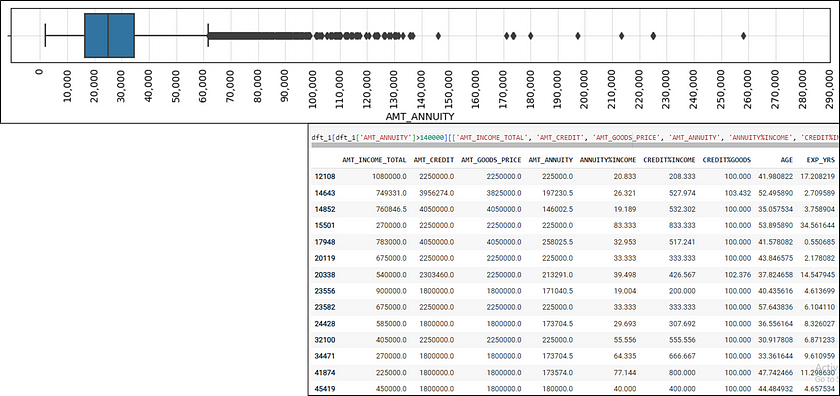 0 10,000 20,000 30,000 40,000 50,000 60,000 70,000 80,000 90,000 100,000 110,000 120,000 130,000 140,000 150,000 160,000 170,000 180,000 190,000 200,000 210,000 220,000 230,000 240,000 250,000 260,000 270,000 280,000 290,000
AMT_ANNUITY
dft_1[dft_1['AMT_ANNUITY']>140000][['AMT_INCOME_TOTAL', 'AMT_CREDIT', 'AMT_GOODS_PRICE', 'AMT_ANNUITY', 'ANNUITY%INCOME', 'CREDIT%IN
AMT_INCOME_TOTAL AMT_CREDIT AMT_GOODS_PRICE AMT_ANNUITY ANNUITY%INCOME CREDIT%INCOME CREDIT%GOODS AGE EXP_YRS
12108 1080000.0 2250000.0 2250000.0 225000.0 20.833 208.333 100.000 41.980822 17.208219
14643 749331.0 3956274.0 3825000.0 197230.5 26.321 527.974 103.432 52.495890 2.709589
14852 760846.5 4050000.0 4050000.0 146002.5 19.189 532.302 100.000 35.057534 3.758904
15501 270000.0 2250000.0 2250000.0 225000.0 83.333 833.333 100.000 53.895890 34.561644
17948 783000.0 4050000.0 4050000.0 258025.5 32.953 517.241 100.000 41.578082 0.550685
20119 675000.0 2250000.0 2250000.0 225000.0 33.333 333.333 100.000 43.846575 2.178082
20338 540000.0 2303460.0 2250000.0 213291.0 39.498 426.567 102.376 37.824658 14.547945
23556 900000.0 1800000.0 1800000.0 171040.5 19.004 200.000 100.000 40.435616 4.613699
23582 675000.0 2250000.0 2250000.0 225000.0 33.333 333.333 100.000 57.643836 6.104110
24428 585000.0 1800000.0 1800000.0 173704.5 29.693 307.692 100.000 36.556164 8.326027
32100 405000.0 2250000.0 2250000.0 225000.0 55.556 555.556 100.000 30.917808 6.871233
34471 270000.0 1800000.0 1800000.0 173704.5 64.335 666.667 100.000 33.361644 9.610959
41874 225000.0 1800000.0 1800000.0 173574.0 77.144 800.000 100.000 47.742466 11.298630
45419 450000.0 1800000.0 1800000.0 180000.0 40.000 400.000 100.000 44.484932 4.657534